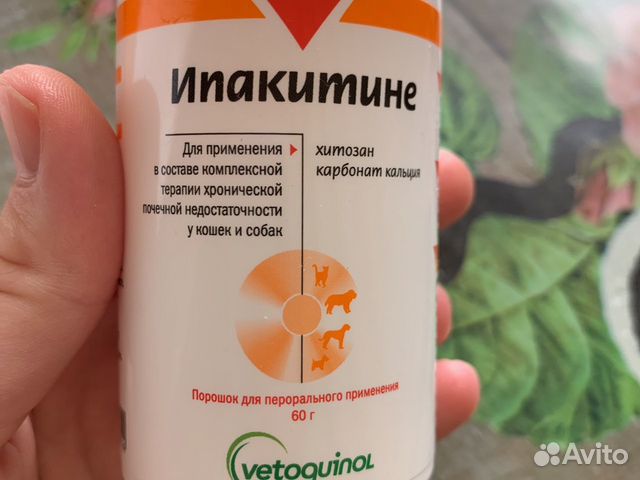 Ипакитине
Для применения
в составе комплексной
терапии хронической
почечной недостаточности
у кошек и собак
хитозан
карбонат кальция
Порошок для перорального применения
60 г
vetoquinol
Avito